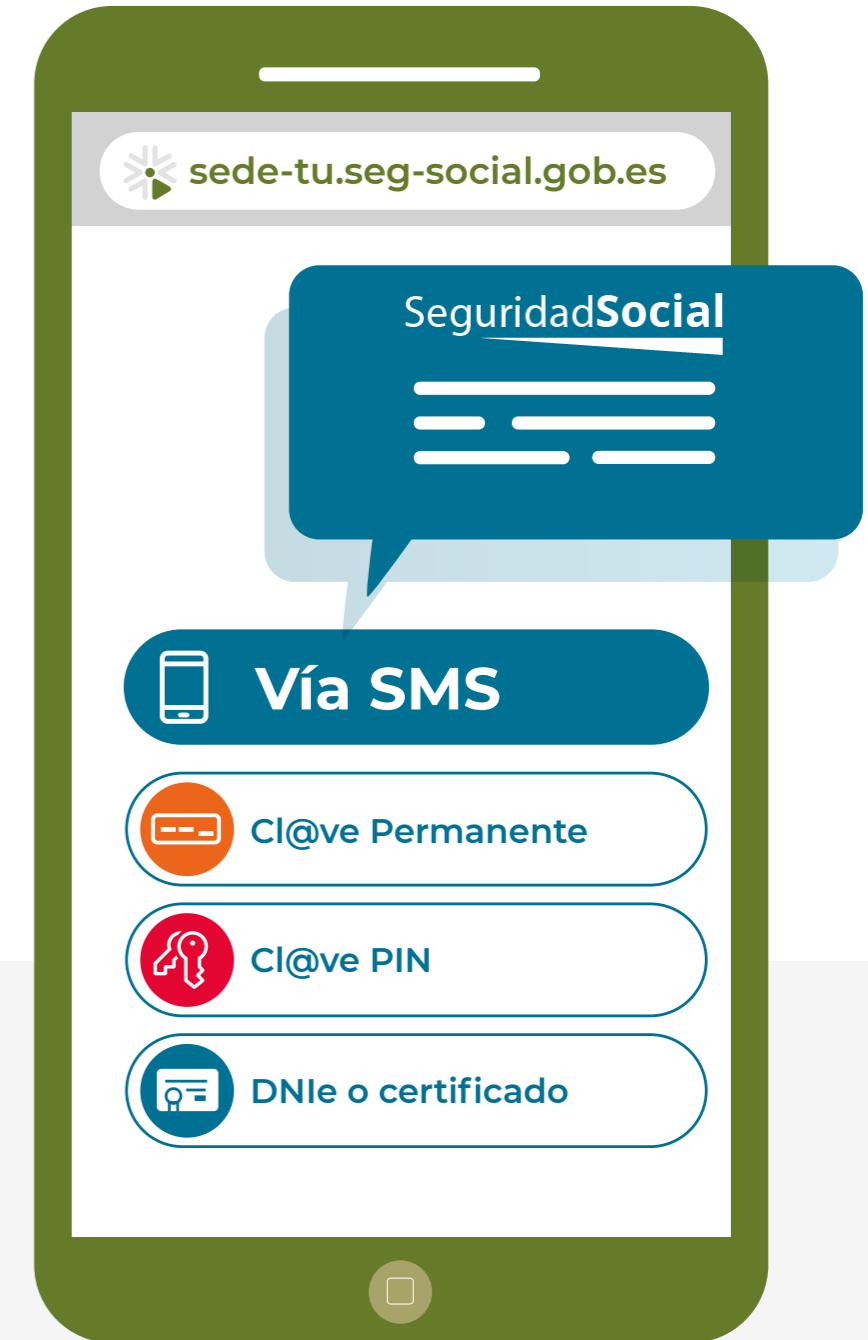 sede-tu.seg-social.gob.es
SeguridadSocial
Vía SMS
Cl@ve Permanente
Cl@ve PIN
DNIe o certificado